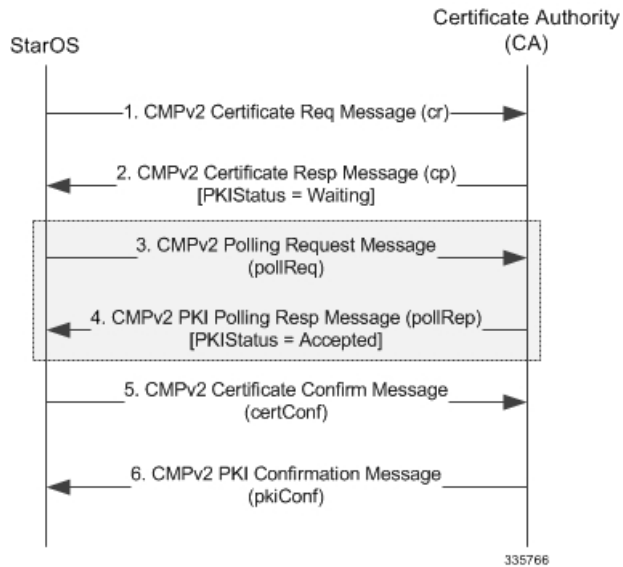 Certificate Authority
(CA)
StarOS
1. CMPv2 Certificate Req Message (cr)
2. CMPv2 Certificate Resp Message (cp)
[PKIStatus = Waiting]
3. CMPv2 Polling Request Message
(pollReq)
4. CMPv2 PKI Polling Resp Message (pollRep)
[PKIStatus = Accepted]
5. CMPv2 Certificate Confirm Message
(certConf)
6. CMPv2 PKI Confirmation Message
(pkiConf)
335766